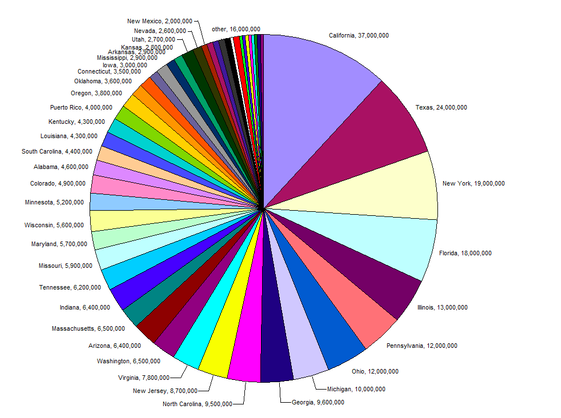 other, 16,000,000
California, 37,000,000
Texas, 24,000,000
New York, 19,000,000
Florida, 18,000,000
Illinois, 13,000,000
Pennsylvania, 12,000,000
Ohio, 12,000,000
Michigan, 10,000,000
Georgia, 9,600,000
North Carolina, 9,500,000
New Jersey, 8,700,000
Virginia, 7,800,000
Washington, 6,500,000
Arizona, 6,400,000
Massachusetts, 6,500,000
Indiana, 6,400,000
Tennessee, 6,200,000
Missouri, 5,900,000
Maryland, 5,700,000
Wisconsin, 5,600,000
Minnesota, 5,200,000
Colorado, 4,900,000
Alabama, 4,600,000
South Carolina, 4,400,000
Louisiana, 4,300,000
Kentucky, 4,300,000
Puerto Rico, 4,000,000
Oregon, 3,800,000
Oklahoma, 3,600,000
Connecticut, 3,500,000
Iowa, 3,000,000
Mississippi, 2,900,000
Arkansas, 2,900,000
Kansas, 2,800,000
Utah, 2,700,000
Nevada, 2,600,000
New Mexico, 2,000,000